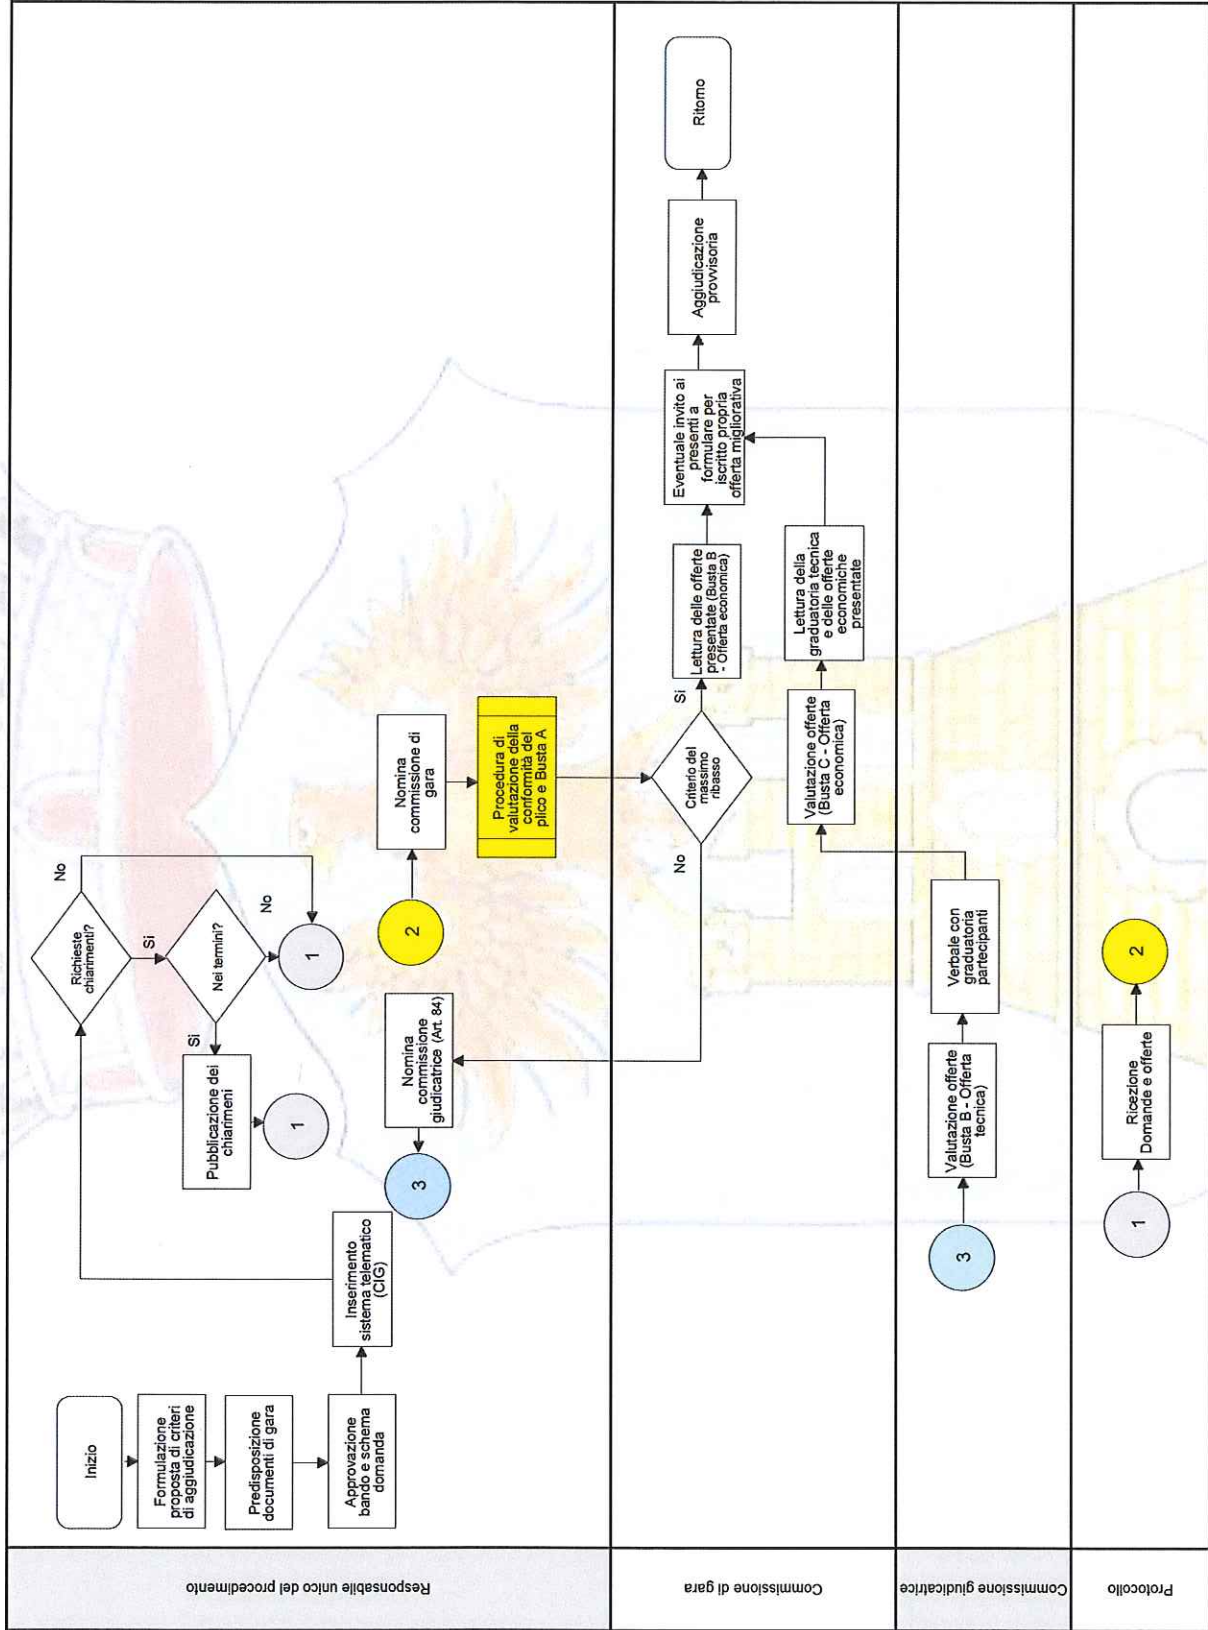 Responsabile unico del procedimento
Inizio
Formulazione
proposta di criteri
di aggiudicazione
Predisposizione
documenti di gara
Approvazione
bando e schema
domanda
Inserimento
sistema telematico
(CIG)
Richieste
chiarimenti?
No
Si
Nei termini?
Si
No
Pubblicazione dei
chiarimeni
1
1
2
Nomina
commissione di
gara
Procedura di
valutazione della
conformità del
plico e Busta A
Nomina
commissione
giudicatrice (Art. 84)
3
Commissione di gara
Criterio del
massimo
ribasso
No
Si
Lettura delle offerte
presentate (Busta B
- Offerta economica)
Eventuale invito ai
presenti a
formulare per
iscritto propria
offerta migliorativa
Aggiudicazione
provvisoria
Ritorno
Valutazione offerte
(Busta C - Offerta
economica)
Lettura della
graduatoria tecnica
e delle offerte
economiche
presentate
Commissione giudicatrice
3
Valutazione offerte
(Busta B - Offerta
tecnica)
Verbale con
graduatoria
partecipanti
Protocollo
1
Ricezione
Domande e offerte
2